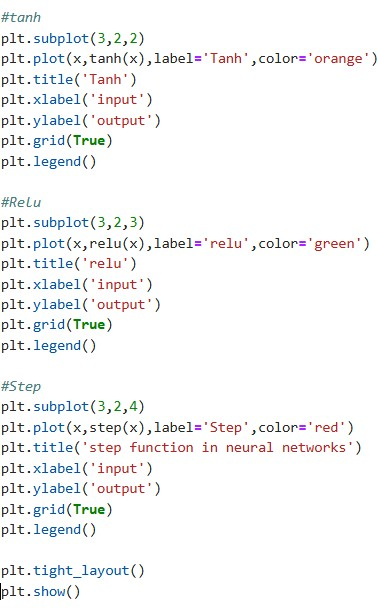 #tanh
plt.subplot(3,2,2)
plt.plot(x,tanh(x),label='Tanh',color='orange')
plt.title('Tanh')
plt.xlabel('input')
plt.ylabel('output')
plt.grid(True)
plt.legend()

#Relu
plt.subplot(3,2,3)
plt.plot(x,relu(x),label='relu',color='green')
plt.title('relu')
plt.xlabel('input')
plt.ylabel('output')
plt.grid(True)
plt.legend()

#Step
plt.subplot(3,2,4)
plt.plot(x,step(x),label='Step',color='red')
plt.title('step function in neural networks')
plt.xlabel('input')
plt.ylabel('output')
plt.grid(True)
plt.legend()

plt.tight_layout()
plt.show()